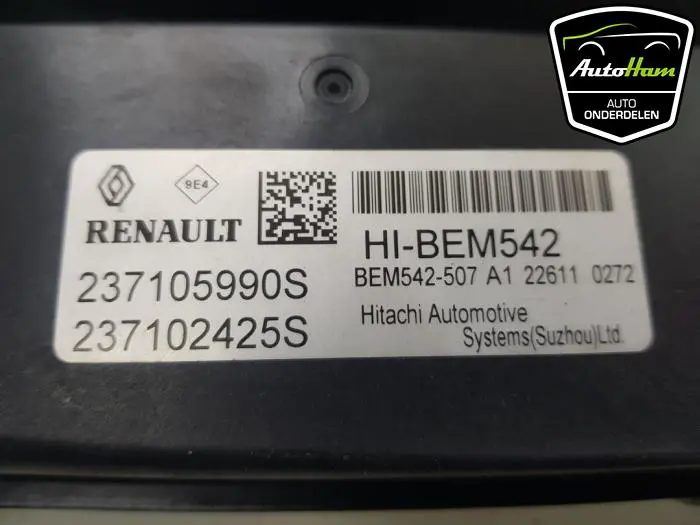 AutoHam
AUTO
ONDERDELEN
9E4
RENAULT
237105990S
237102425S
HI-BEM542
BEM542-507 A1 22611 0272
Hitachi Automotive
Systems(Suzhou)Ltd.